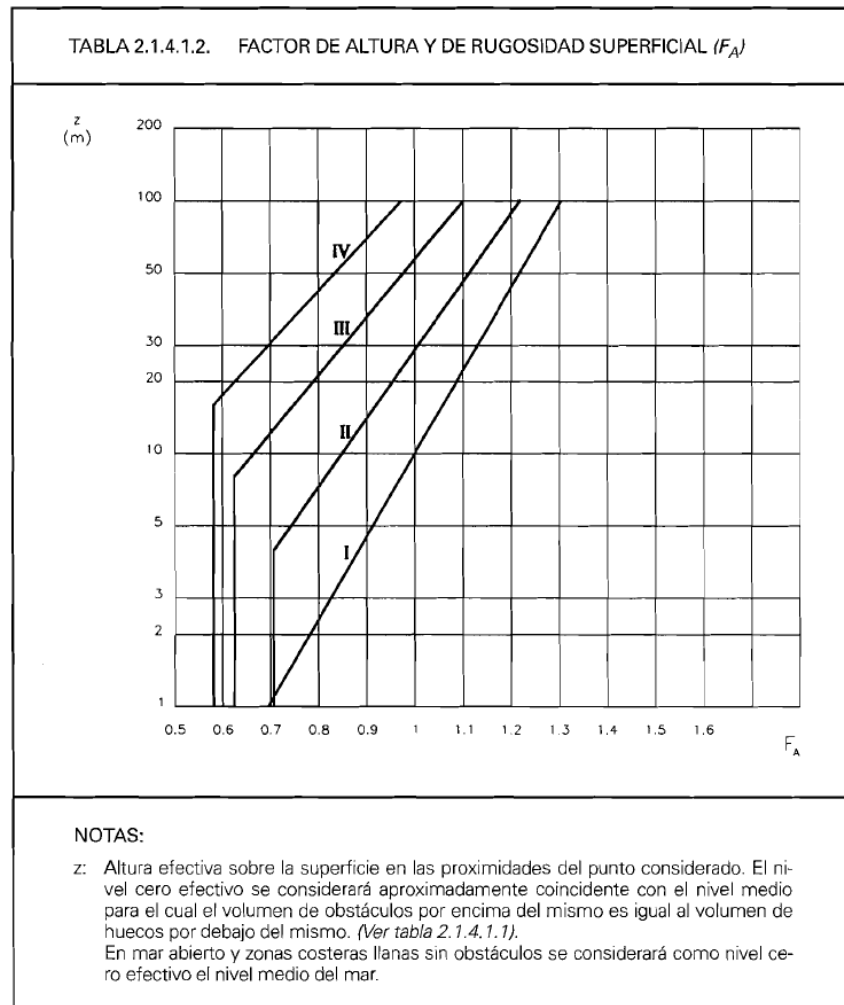 TABLA 2.1.4.1.2. FACTOR DE ALTURA Y DE RUGOSIDAD SUPERFICIAL (F_A)
z
(m)
200
100
50
30
20
10
5
3
2
1
IV
III
II
I
0.5 0.6 0.7 0.8 0.9 1 1.1 1.2 1.3 1.4 1.5 1.6
F_A
NOTAS:
z: Altura efectiva sobre la superficie en las proximidades del punto considerado. El ni-
vel cero efectivo se considerará aproximadamente coincidente con el nivel medio
para el cual el volumen de obstáculos por encima del mismo es igual al volumen de
huecos por debajo del mismo. (Ver tabla 2.1.4.1.1).
En mar abierto y zonas costeras llanas sin obstáculos se considerará como nivel ce-
ro efectivo el nivel medio del mar.